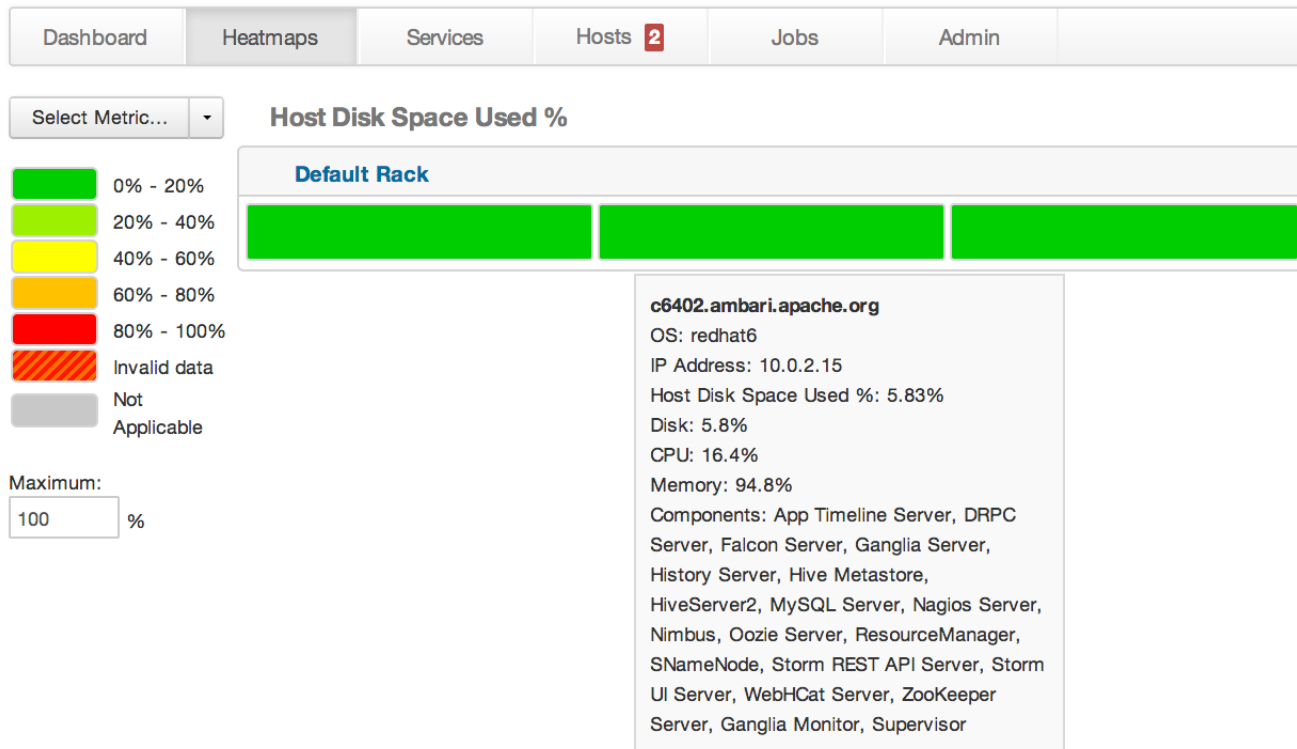 Dashboard Heatmaps Services Hosts 2 Jobs Admin
Select Metric... Host Disk Space Used %
Default Rack
0% - 20%
20% - 40%
40% - 60%
60% - 80%
80% - 100%
Invalid data
Not
Applicable
Maximum:
100 %
c6402.ambari.apache.org
OS: redhat6
IP Address: 10.0.2.15
Host Disk Space Used %: 5.83%
Disk: 5.8%
CPU: 16.4%
Memory: 94.8%
Components: App Timeline Server, DRPC
Server, Falcon Server, Ganglia Server,
History Server, Hive Metastore,
HiveServer2, MySQL Server, Nagios Server,
Nimbus, Oozie Server, ResourceManager,
SNameNode, Storm REST API Server, Storm
UI Server, WebHCat Server, ZooKeeper
Server, Ganglia Monitor, Supervisor